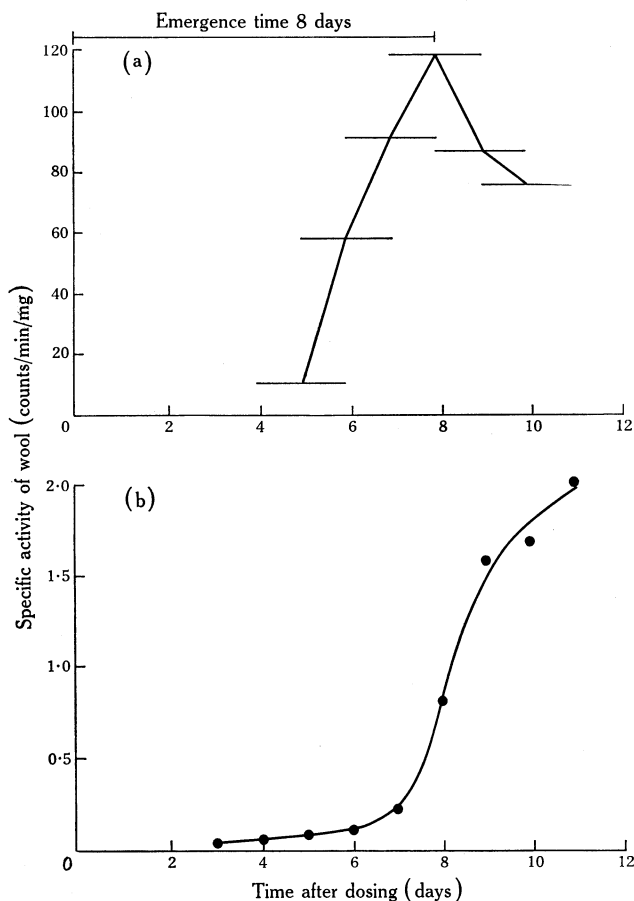 Emergence time 8 days
(a)
120
100
80
60
40
20
0 2 4 6 8 10 12
Specific activity of wool (counts/min/mg)
(b)
2·0
1·5
1·0
0·5
0 2 4 6 8 10 12
Time after dosing (days)